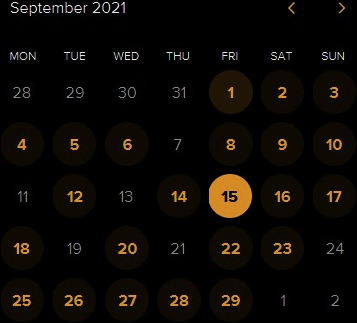 September 2021
MON TUE WED THU FRI SAT SUN
28 29 30 31 1 2 3
4 5 6 7 8 9 10
11 12 13 14 15 16 17
18 19 20 21 22 23 24
25 26 27 28 29 1 2